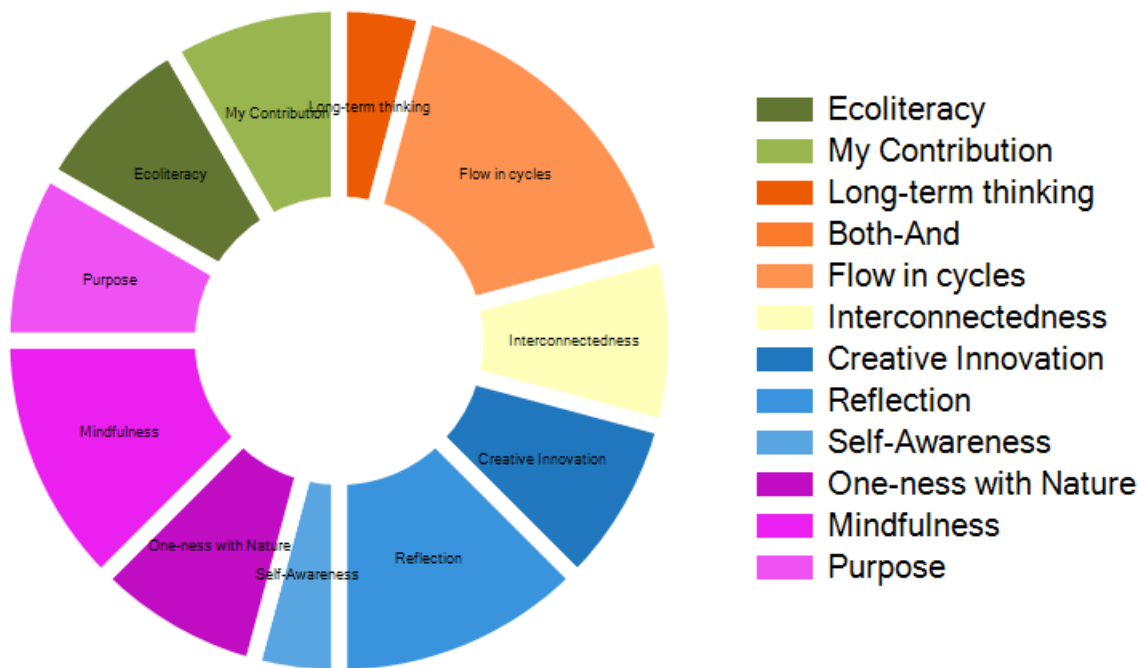 My Contribution
Long-term thinking
Ecoliteracy
Flow in cycles
Purpose
Interconnectedness
Mindfulness
Creative Innovation
One-ness with Nature
Self-Awareness
Reflection
Ecoliteracy
My Contribution
Long-term thinking
Both-And
Flow in cycles
Interconnectedness
Creative Innovation
Reflection
Self-Awareness
One-ness with Nature
Mindfulness
Purpose